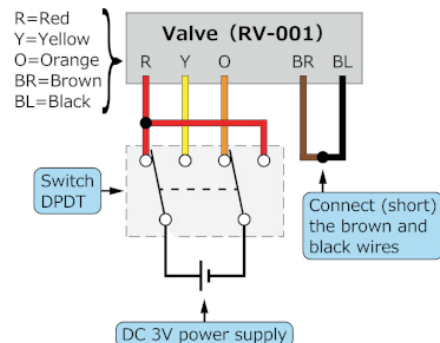 R=Red
Y=Yellow
O=Orange
BR=Brown
BL=Black
Valve（RV-001）
R Y O BR BL
Switch
DPDT
Connect (short)
the brown and
black wires
DC 3V power supply